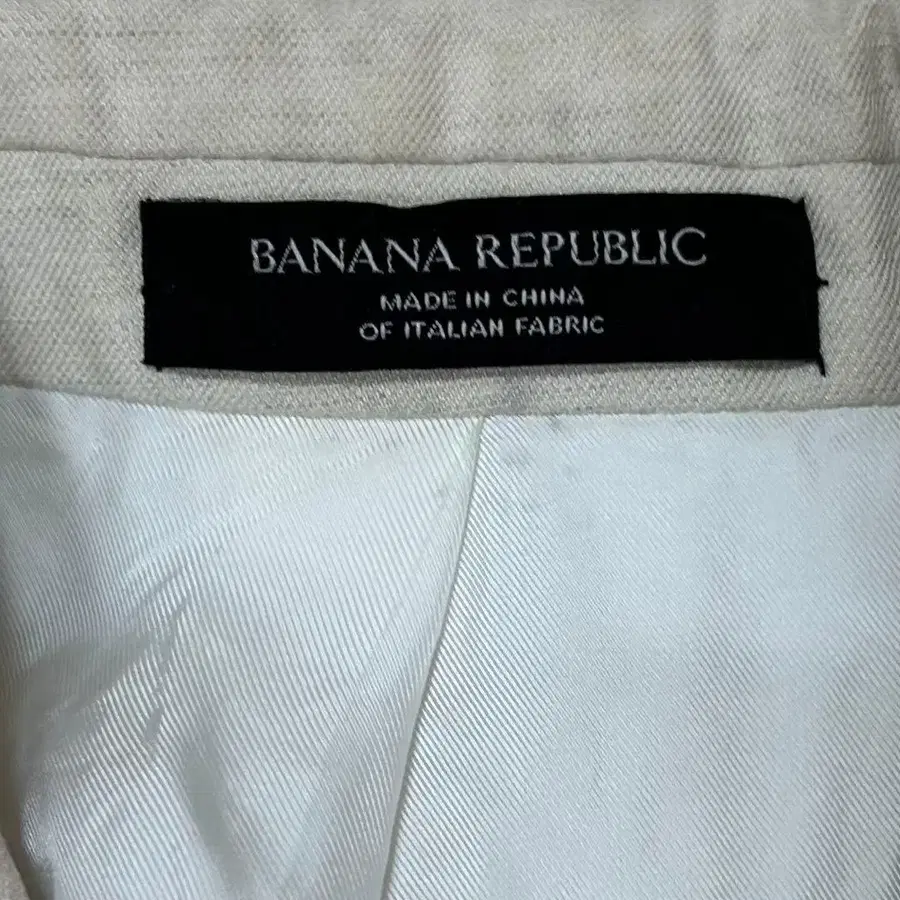 BANANA REPUBLIC
MADE IN CHINA
OF ITALIAN FABRIC